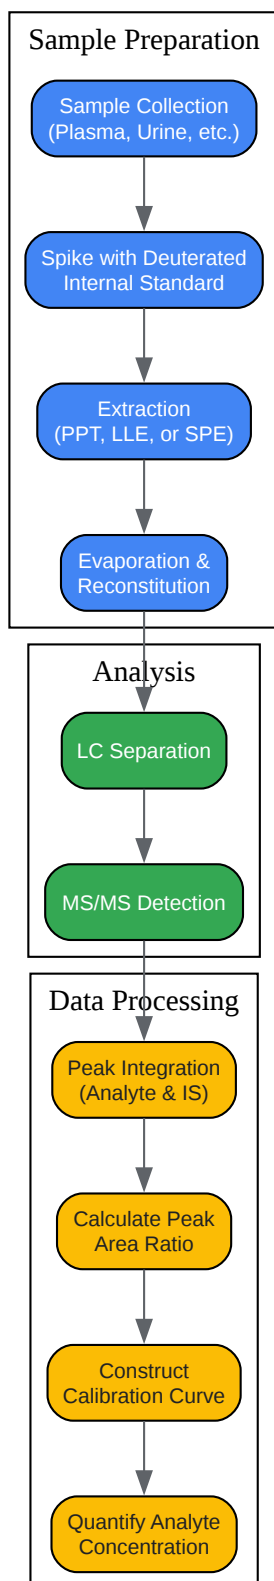 Sample Preparation
Sample Collection
(Plasma, Urine, etc.)
Spike with Deuterated
Internal Standard
Extraction
(PPT, LLE, or SPE)
Evaporation &
Reconstitution
Analysis
LC Separation
MS/MS Detection
Data Processing
Peak Integration
(Analyte & IS)
Calculate Peak
Area Ratio
Construct
Calibration Curve
Quantify Analyte
Concentration